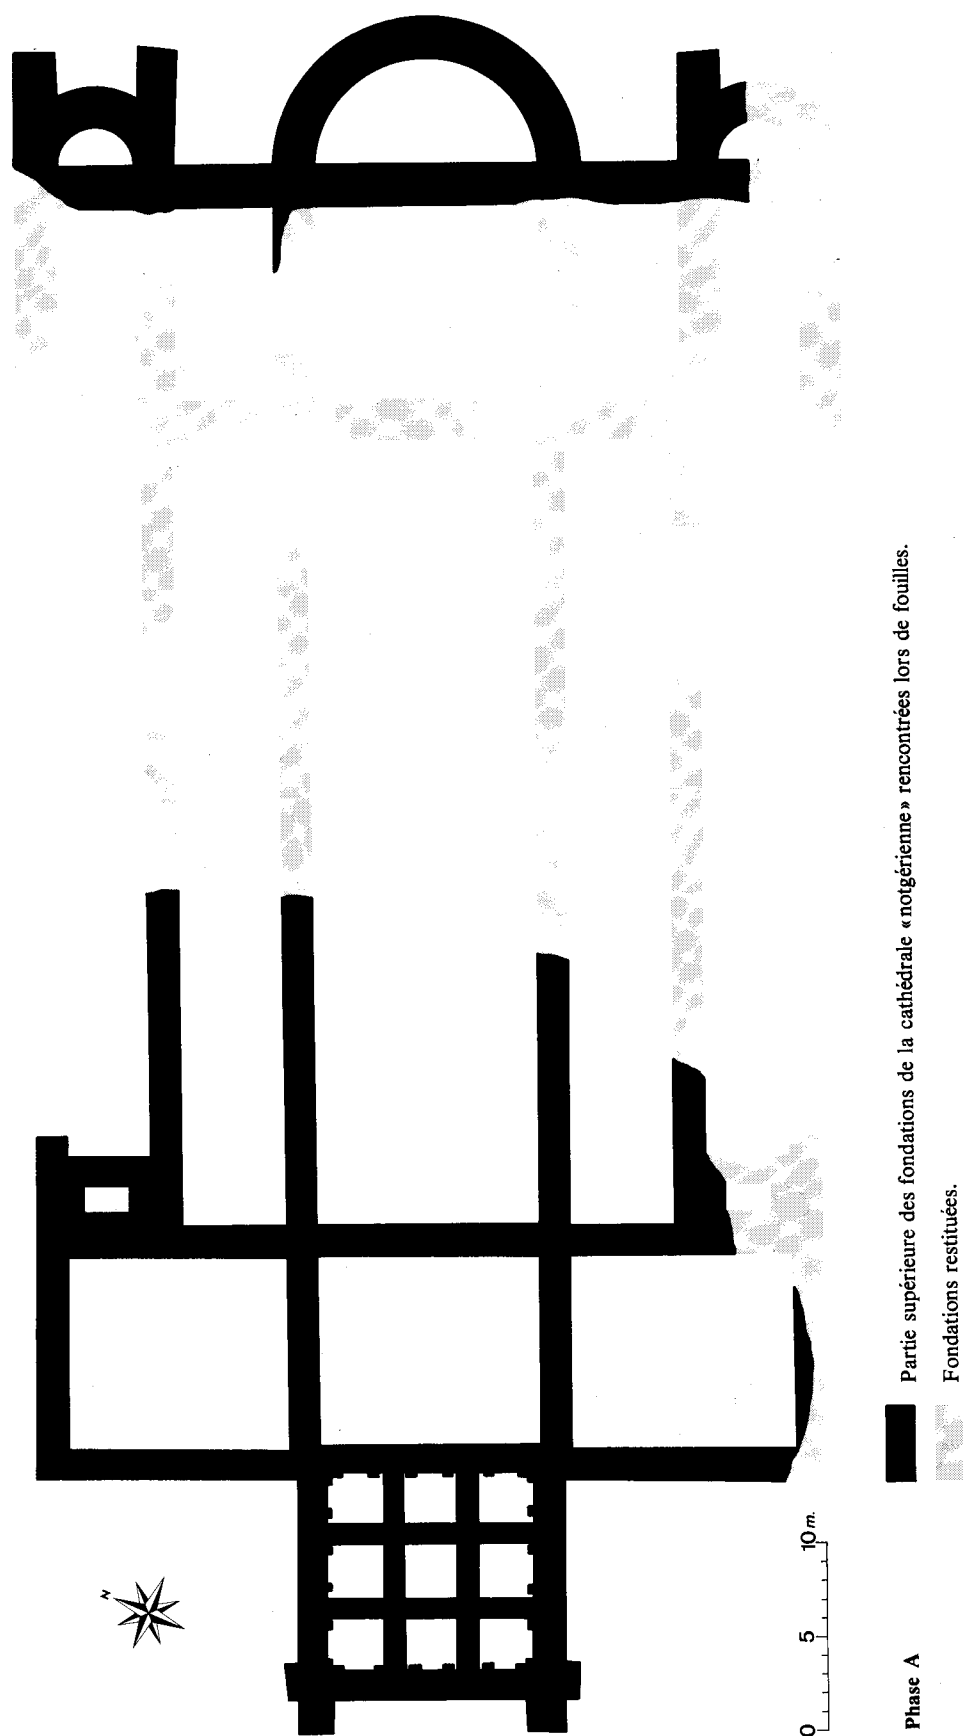 N
0 5 10 m.
Phase A
Partie supérieure des fondations de la cathédrale «notgérienne» rencontrées lors de fouilles.
Fondations restituées.